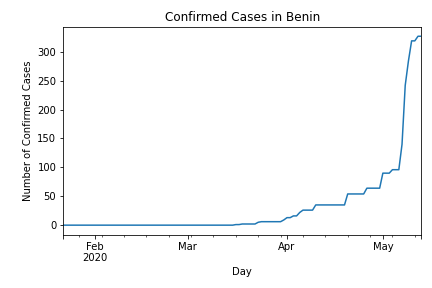 Confirmed Cases in Benin
Number of Confirmed Cases
300
250
200
150
100
50
0
Feb Mar Apr May
2020
Day